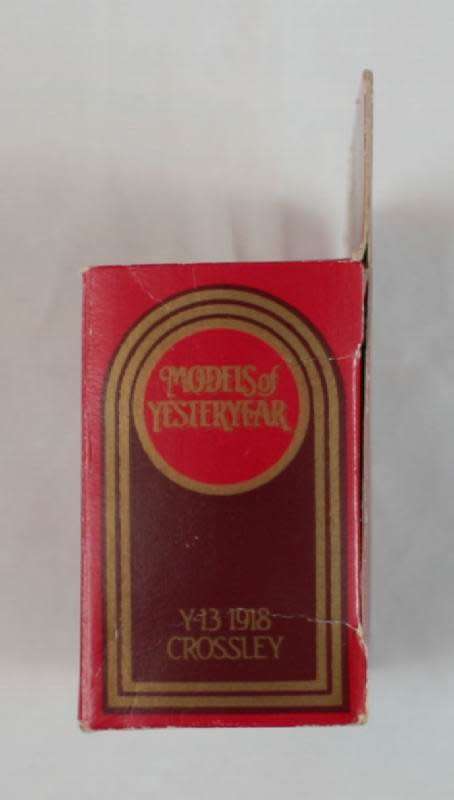 MODELS of
YESTERYEAR
Y-13 1918
CROSSLEY